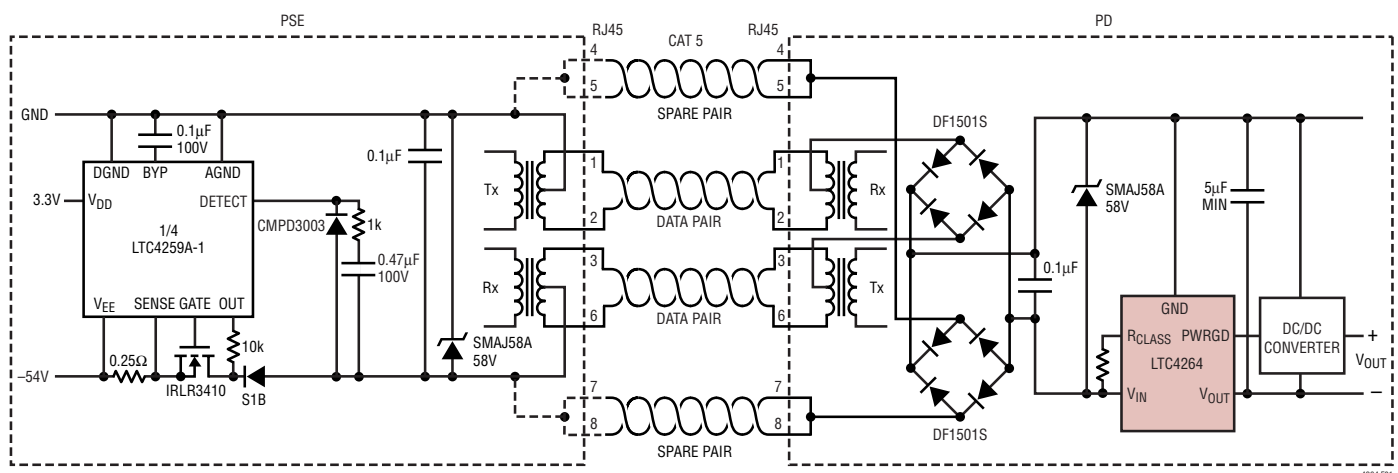 PSE
RJ45
CAT 5
RJ45
PD
4
5
4
5
SPARE PAIR
GND
0.1µF
100V
0.1µF
DGND BYP AGND
3.3V
VDD
DETECT
1/4
LTC4259A-1
CMPD3003
1k
0.47µF
100V
VEE SENSE GATE OUT
0.25Ω
10k
–54V
IRLR3410
S1B
SMAJ58A
58V
Tx
1
2
DATA PAIR
1
2
Rx
Rx
3
6
DATA PAIR
3
6
Tx
7
8
SPARE PAIR
7
8
DF1501S
DF1501S
0.1µF
SMAJ58A
58V
5µF
MIN
GND
RCLASS PWRGD
LTC4264
VIN VOUT
DC/DC
CONVERTER
+
VOUT
–